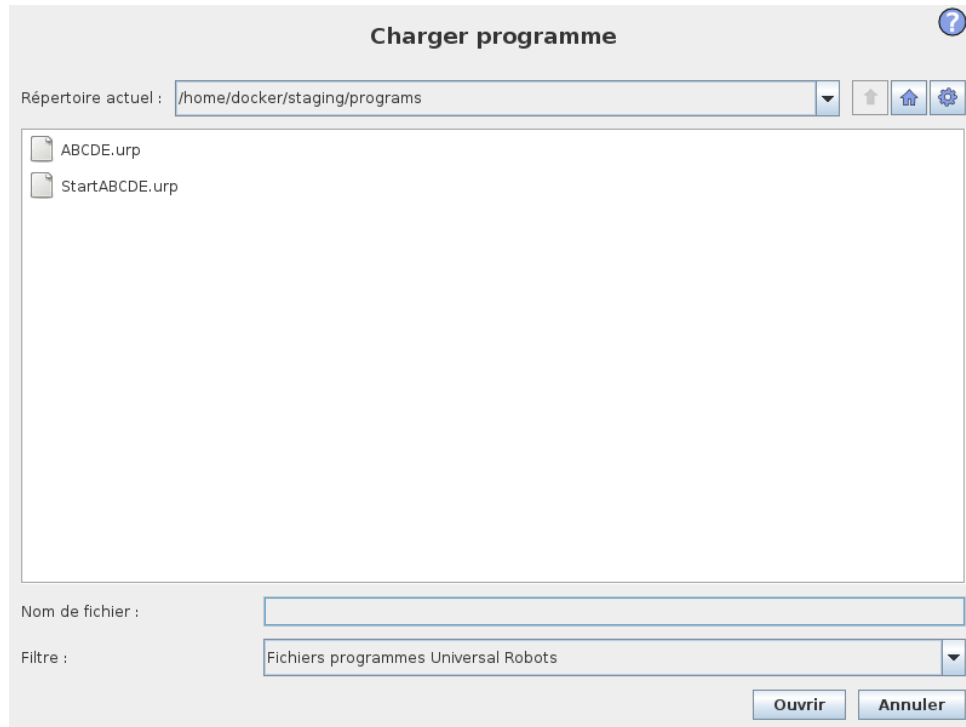 Charger programme
?
Répertoire actuel : /home/docker/staging/programs
ABCDE.urp
StartABCDE.urp
Nom de fichier :
Filtre : Fichiers programmes Universal Robots
Ouvrir Annuler